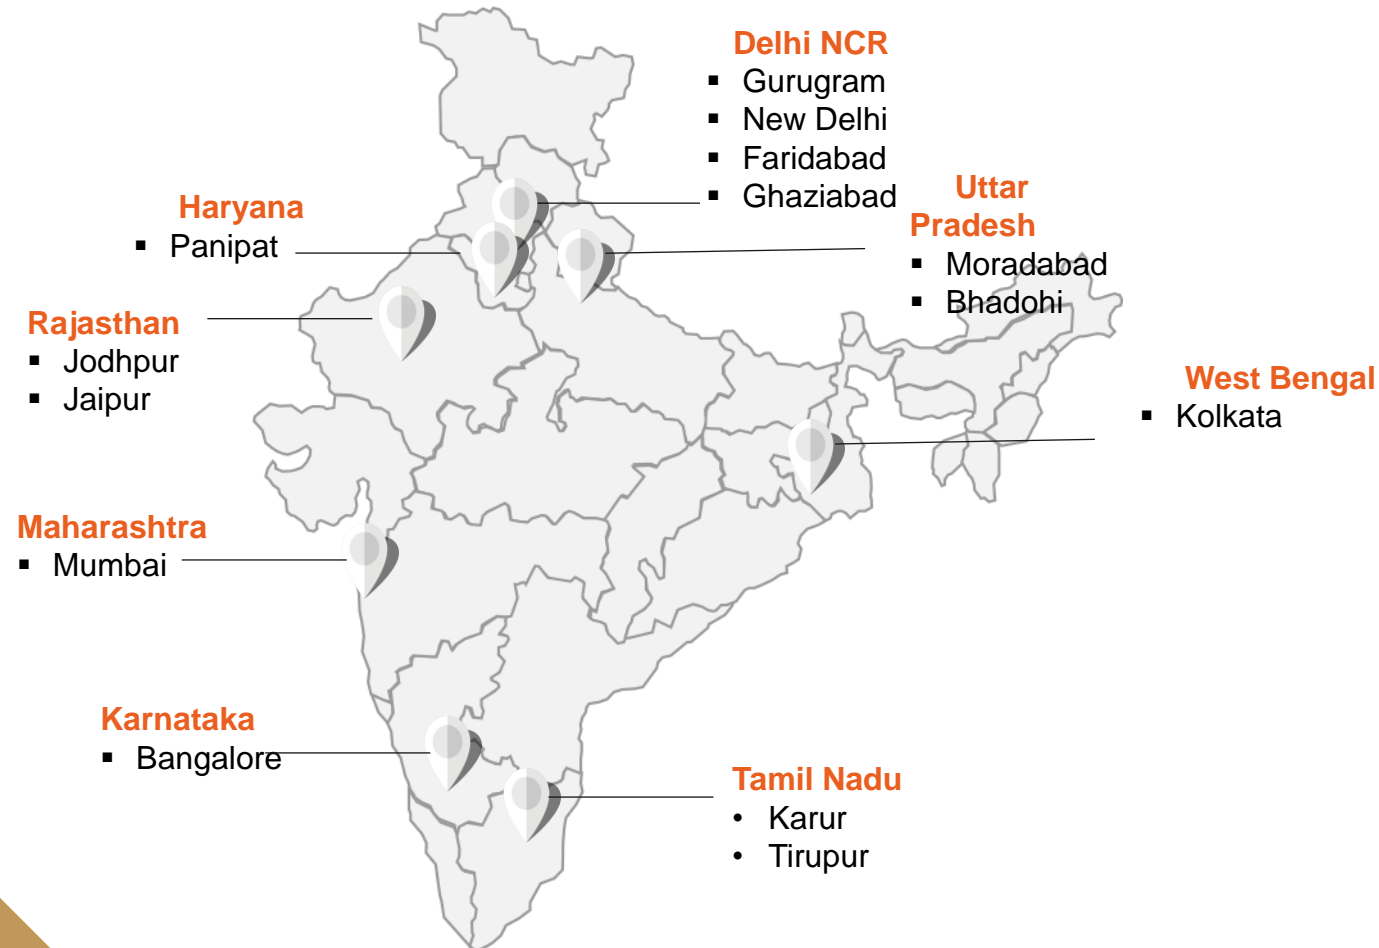 Delhi NCR
▪ Gurugram
▪ New Delhi
▪ Faridabad
▪ Ghaziabad
Uttar
Pradesh
▪ Moradabad
▪ Bhadohi
Haryana
▪ Panipat
Rajasthan
▪ Jodhpur
▪ Jaipur
West Bengal
▪ Kolkata
Maharashtra
▪ Mumbai
Karnataka
▪ Bangalore
Tamil Nadu
• Karur
• Tirupur